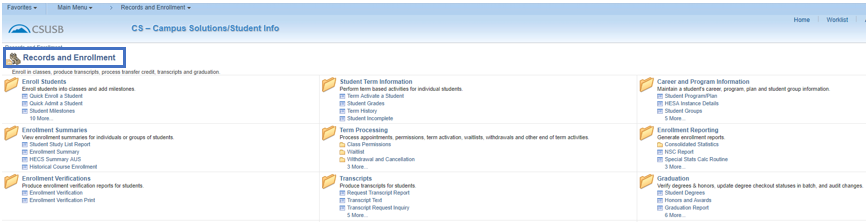 Favorites Main Menu > Records and Enrollment
Home Worklist
CSUSB CS – Campus Solutions/Student Info
Records and Enrollment
Records and Enrollment
Enroll in classes, produce transcripts, process transfer credit, transcripts and graduation.
Enroll Students
Enroll students into classes and add milestones.
Quick Enroll a Student
Quick Admit a Student
Student Milestones
10 More...
Student Term Information
Perform term based activities for individual students.
Term Activate a Student
Student Grades
Term History
Student Incomplete
Career and Program Information
Maintain a student's career, program, plan and student group information.
Student Program/Plan
HESA Instance Details
Student Groups
5 More...
Enrollment Summaries
View enrollment summaries for individuals or groups of students.
Student Study List Report
Enrollment Summary
HECS Summary AUS
Historical Course Enrollment
Term Processing
Process appointments, permissions, term activation, waitlists, withdrawals and other end of term activities.
Class Permissions
Waitlist
Withdrawal and Cancellation
3 More...
Enrollment Reporting
Generate enrollment reports.
Consolidated Statistics
NSC Report
Special Stats Calc Routine
3 More...
Enrollment Verifications
Produce enrollment verification reports for students.
Enrollment Verification
Enrollment Verification Print
Transcripts
Produce transcripts for students.
Request Transcript Report
Transcript Text
Transcript Request Inquiry
5 More...
Graduation
Verify degrees & honors, update degree checkout statuses in batch, and audit changes.
Student Degrees
Honors and Awards
Graduation Report
6 More...